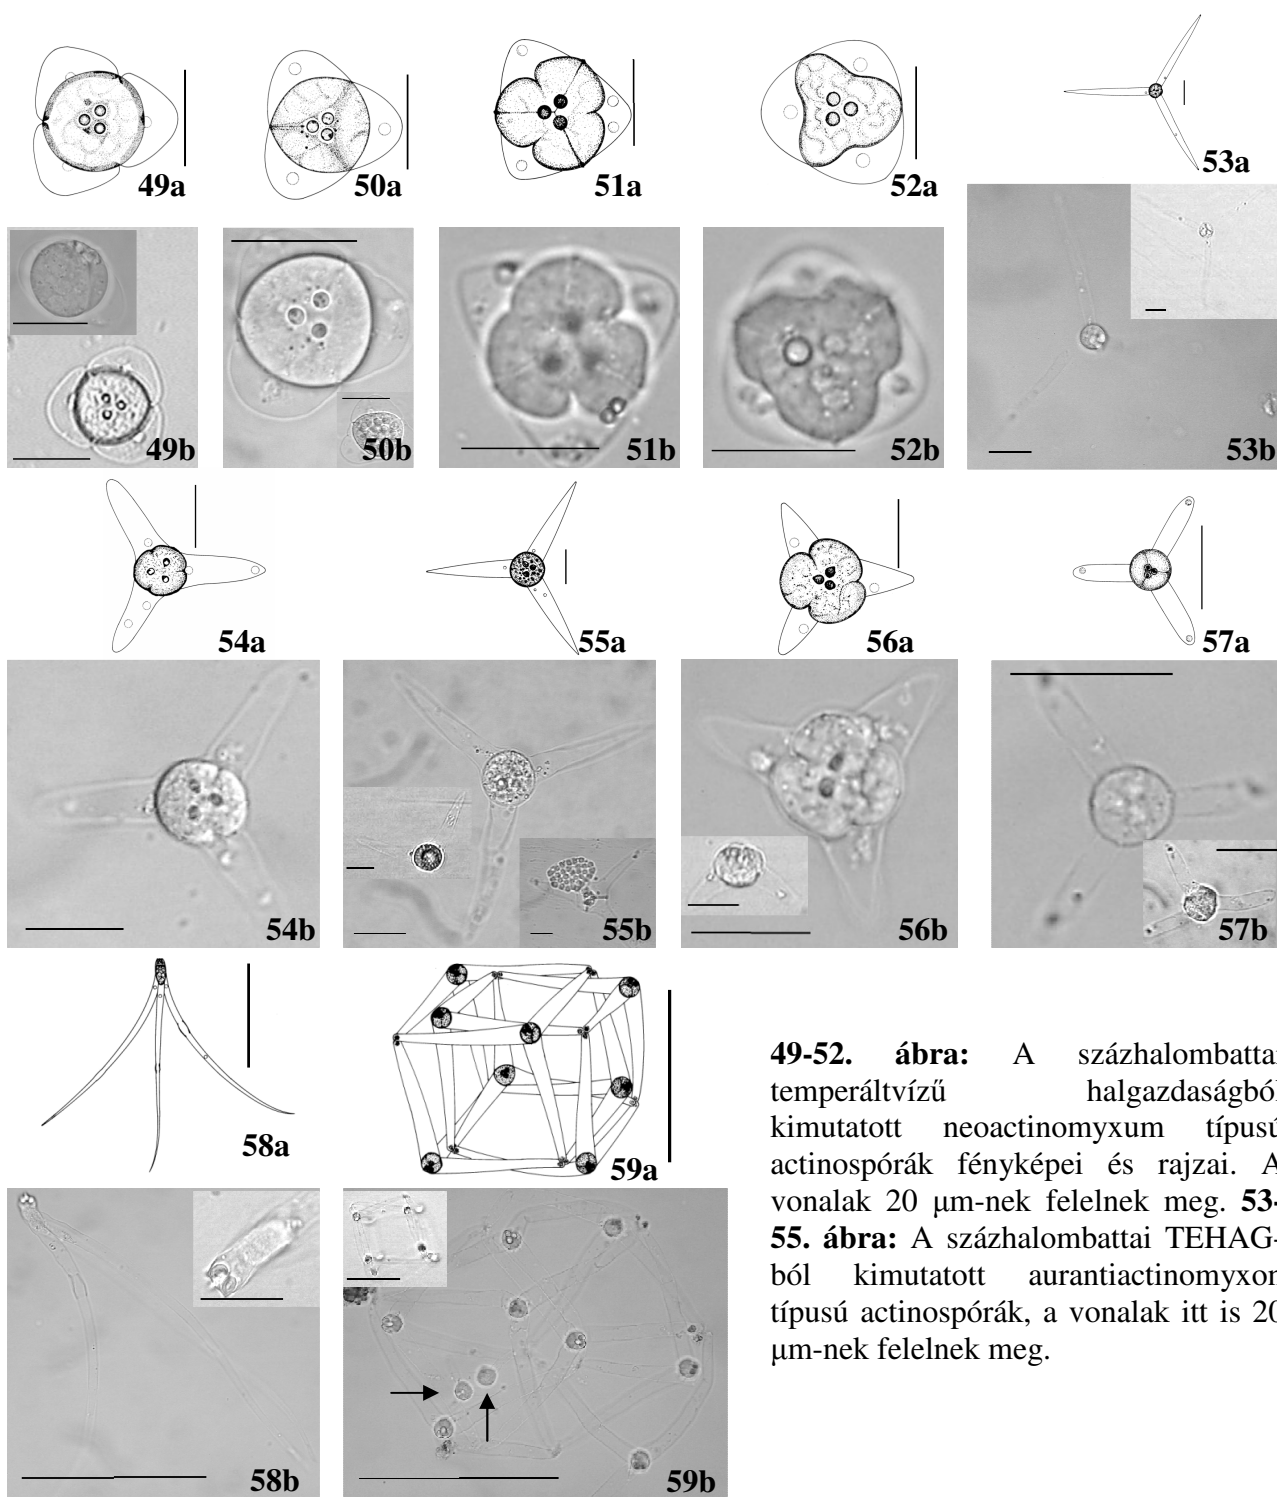 49a
50a
51a
52a
53a
49b
50b
51b
52b
53b
54a
55a
56a
57a
54b
55b
56b
57b
58a
59a
49-52. ábra: A százhalombattai
temperáltvízű halgazdaságból
kimutatott neoactinomyxum típusú
actinospórák fényképei és rajzai. A
vonalak 20 μm-nek felelnek meg. 53-
55. ábra: A százhalombattai TEHAG-
ból kimutatott aurantiactinomyxon
típusú actinospórák, a vonalak itt is 20
μm-nek felelnek meg.
58b
59b